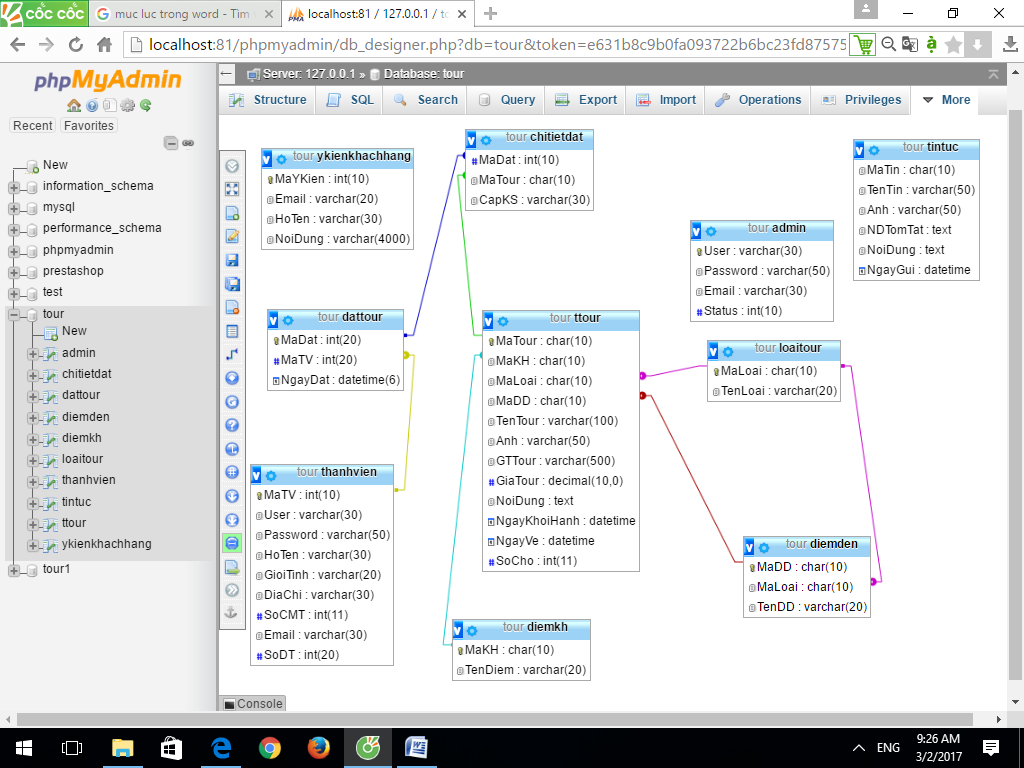 cốc cốc
muc luc trong word - Tìm
localhost:81 / 127.0.0.1 / to
localhost:81/phpmyadmin/db_designer.php?db=tour&token=e631b8c9b0fa093722b6bc23fd87575
phpMyAdmin
Recent Favorites
New
information_schema
mysql
performance_schema
phpmyadmin
prestashop
test
tour
New
admin
chitietdat
dattour
diemden
diemkh
loaitour
thanhvien
tintuc
ttour
ykienkhachhang
tour1
Server: 127.0.0.1 » Database: tour
Structure SQL Search Query Export Import Operations Privileges More
tour ykienkhachhang
MaYKien : int(10)
Email : varchar(20)
HoTen : varchar(30)
NoiDung : varchar(4000)
tour chitietdat
MaDat : int(10)
MaTour : char(10)
CapKS : varchar(30)
tour tintuc
MaTin : char(10)
TenTin : varchar(50)
Anh : varchar(50)
NDTomTat : text
NoiDung : text
NgayGui : datetime
tour admin
User : varchar(30)
Password : varchar(50)
Email : varchar(30)
Status : int(10)
tour dattour
MaDat : int(20)
MaTV : int(20)
NgayDat : datetime(6)
tour ttour
MaTour : char(10)
MaKH : char(10)
MaLoai : char(10)
MaDD : char(10)
TenTour : varchar(100)
Anh : varchar(50)
GTTour : varchar(500)
GiaTour : decimal(10,0)
NoiDung : text
NgayKhoiHanh : datetime
NgayVe : datetime
SoCho : int(11)
tour loaitour
MaLoai : char(10)
TenLoai : varchar(20)
tour thanhvien
MaTV : int(10)
User : varchar(30)
Password : varchar(50)
HoTen : varchar(30)
GioiTinh : varchar(20)
DiaChi : varchar(30)
SoCMT : int(11)
Email : varchar(30)
SoDT : int(20)
tour diemden
MaDD : char(10)
MaLoai : char(10)
TenDD : varchar(20)
tour diemkh
MaKH : char(10)
TenDiem : varchar(20)
Console
ENG
9:26 AM
3/2/2017